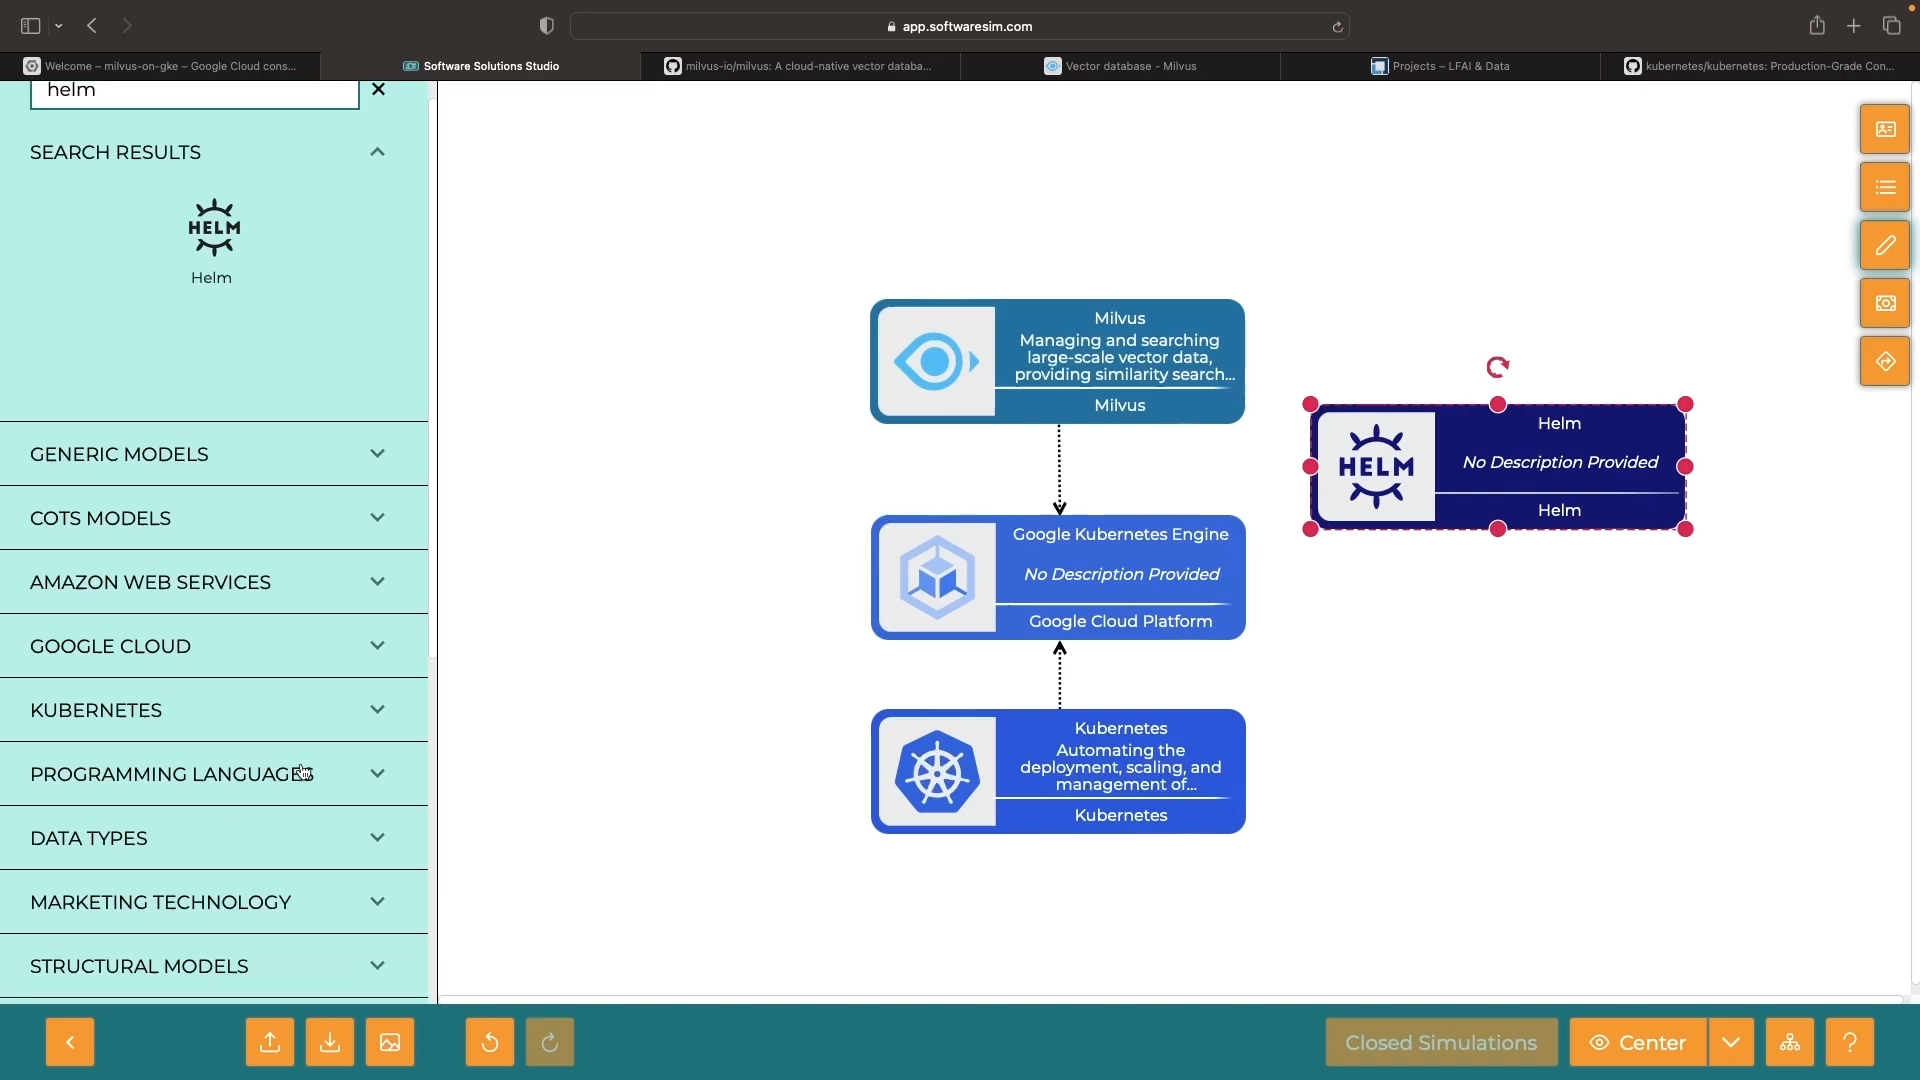 app.softwaresim.com
Welcome – milvus-on-gke – Google Cloud cons...
Software Solutions Studio
milvus-io/milvus: A cloud-native vector databa...
Vector database - Milvus
Projects – LFAI & Data
kubernetes/kubernetes: Production-Grade Con...
helm
SEARCH RESULTS
HELM
Helm
GENERIC MODELS
COTS MODELS
AMAZON WEB SERVICES
GOOGLE CLOUD
KUBERNETES
PROGRAMMING LANGUAGES
DATA TYPES
MARKETING TECHNOLOGY
STRUCTURAL MODELS
Milvus
Managing and searching
large-scale vector data,
providing similarity search...
Milvus
Google Kubernetes Engine
No Description Provided
Google Cloud Platform
Kubernetes
Automating the
deployment, scaling, and
management of...
Kubernetes
HELM
Helm
No Description Provided
Helm
Closed Simulations
Center